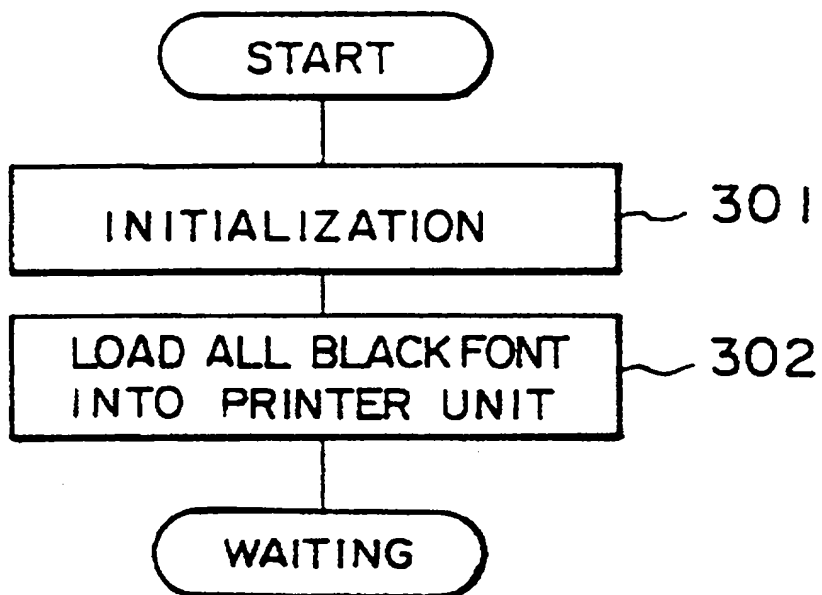 START
INITIALIZATION
301
LOAD ALL BLACK FONT
INTO PRINTER UNIT
302
WAITING